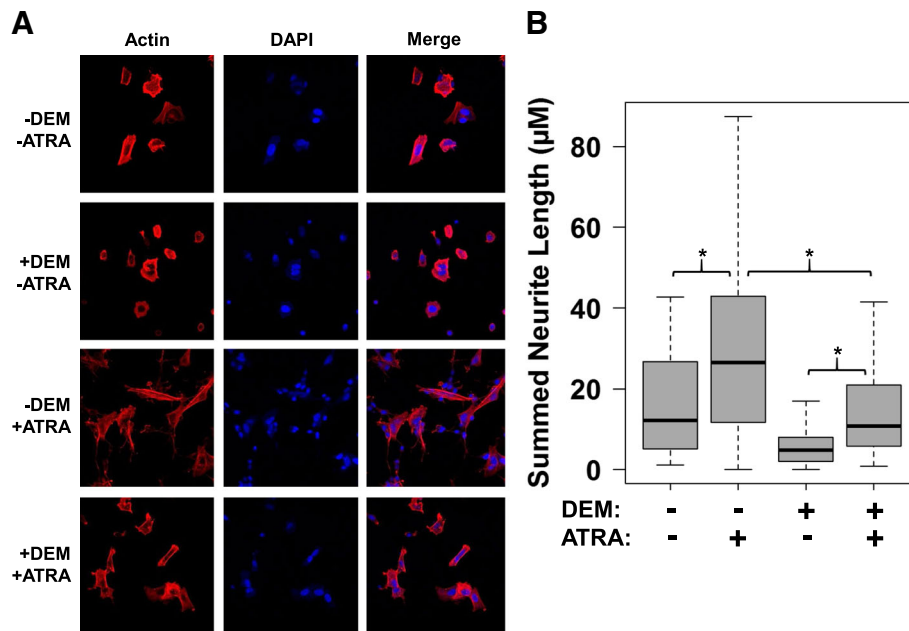 A
B
Actin DAPI Merge
-DEM
-ATRA
+DEM
-ATRA
-DEM
+ATRA
+DEM
+ATRA
Summed Neurite Length (µM)
80
60
40
20
0
*
*
*
DEM: - - + +
ATRA: - + - +